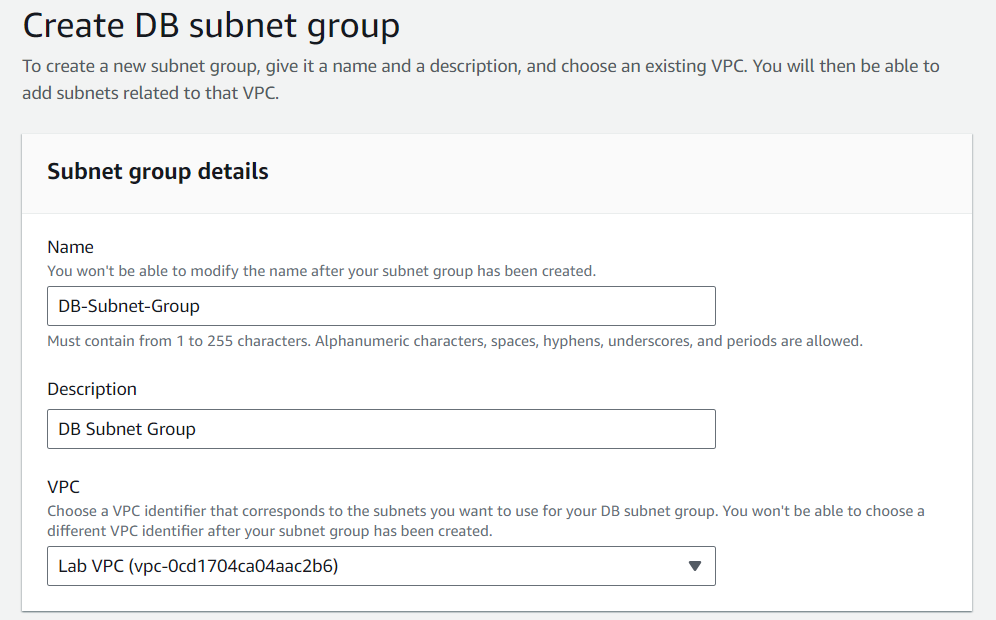 Create DB subnet group
To create a new subnet group, give it a name and a description, and choose an existing VPC. You will then be able to
add subnets related to that VPC.
Subnet group details
Name
You won't be able to modify the name after your subnet group has been created.
DB-Subnet-Group
Must contain from 1 to 255 characters. Alphanumeric characters, spaces, hyphens, underscores, and periods are allowed.
Description
DB Subnet Group
VPC
Choose a VPC identifier that corresponds to the subnets you want to use for your DB subnet group. You won't be able to choose a
different VPC identifier after your subnet group has been created.
Lab VPC (vpc-0cd1704ca04aac2b6)